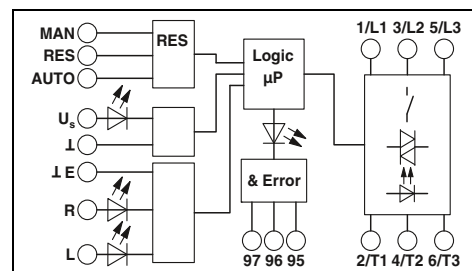 1/L1 3/L2 5/L3
MAN
RES
AUTO
RES
Logic
µP
Us
⊥
⊥ E
R
L
& Error
97 96 95
2/T1 4/T2 6/T3